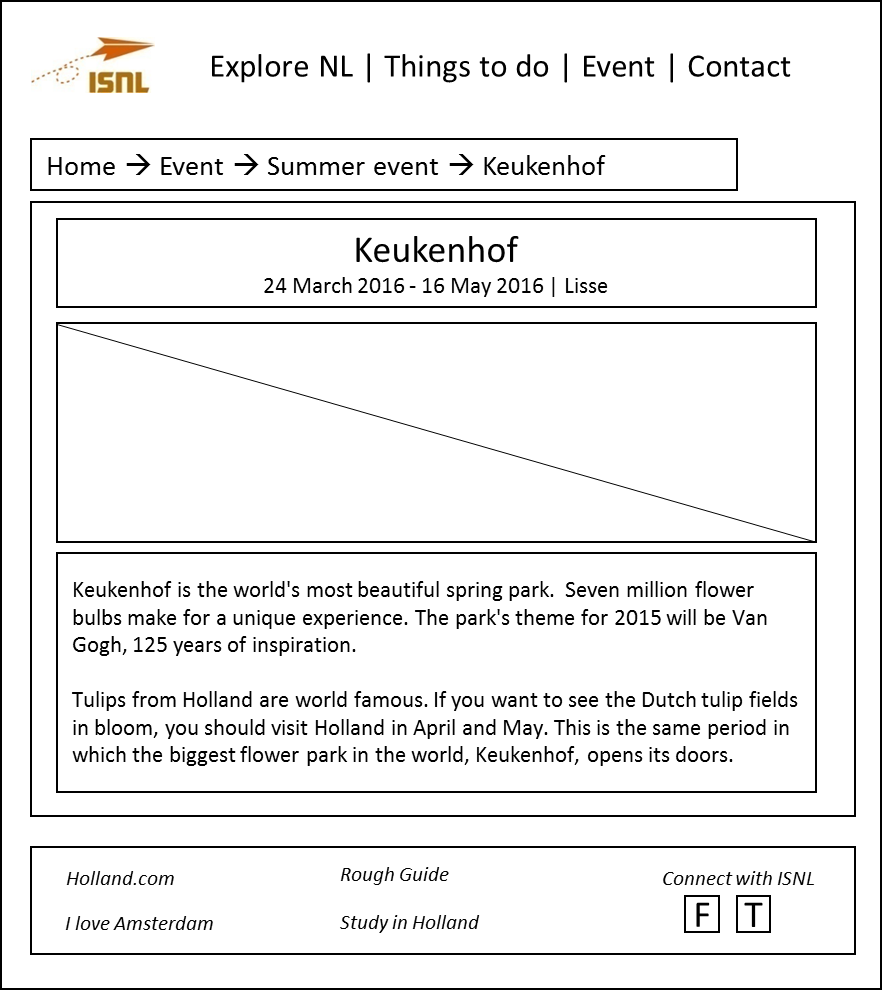 ISNL
Explore NL | Things to do | Event | Contact
Home → Event → Summer event → Keukenhof
Keukenhof
24 March 2016 - 16 May 2016 | Lisse
Keukenhof is the world's most beautiful spring park.  Seven million flower
bulbs make for a unique experience. The park's theme for 2015 will be Van
Gogh, 125 years of inspiration.
Tulips from Holland are world famous. If you want to see the Dutch tulip fields
in bloom, you should visit Holland in April and May. This is the same period in
which the biggest flower park in the world, Keukenhof, opens its doors.
Holland.com
Rough Guide
Connect with ISNL
I love Amsterdam
Study in Holland
F T